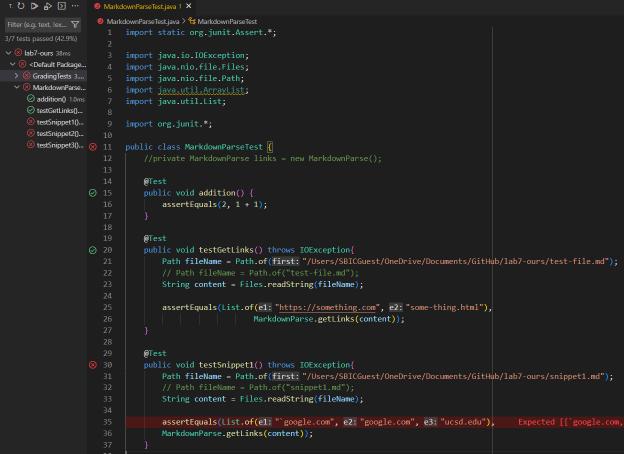 Filter (e.g. text, !ex...
3/7 tests passed (42.9%)
lab7-ours 38ms
<Default Package...
GradingTests 3....
MarkdownParse...
addition() 1.0ms
testGetLinks()...
testSnippet1()...
testSnippet2()...
testSnippet3()...
MarkdownParseTest.java 1
MarkdownParseTest.java > MarkdownParseTest
1 import static org.junit.Assert.*;
2
3 import java.io.IOException;
4 import java.nio.file.Files;
5 import java.nio.file.Path;
6 import java.util.ArrayList;
7 import java.util.List;
8
9 import org.junit.*;
10
11 public class MarkdownParseTest {
12 //private MarkdownParse links = new MarkdownParse();
13
14 @Test
15 public void addition() {
16 assertEquals(2, 1 + 1);
17 }
18
19 @Test
20 public void testGetLinks() throws IOException{
21 Path fileName = Path.of(first: "/Users/SBICGuest/OneDrive/Documents/GitHub/lab7-ours/test-file.md");
22 // Path fileName = Path.of("test-file.md");
23 String content = Files.readString(fileName);
24
25 assertEquals(List.of(e1: "https://something.com", e2: "some-thing.html"),
26 MarkdownParse.getLinks(content));
27 }
28
29 @Test
30 public void testSnippet1() throws IOException{
31 Path fileName = Path.of(first: "/Users/SBICGuest/OneDrive/Documents/GitHub/lab7-ours/snippet1.md");
32 // Path fileName = Path.of("snippet1.md");
33 String content = Files.readString(fileName);
34
35 assertEquals(List.of(e1: "`google.com", e2: "google.com", e3: "ucsd.edu"), Expected [[`google.com,
36 MarkdownParse.getLinks(content));
37 }